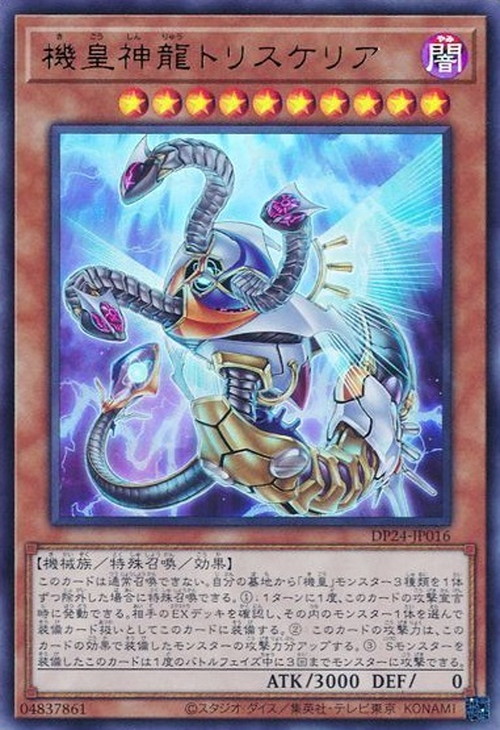 機皇神龍トリスケリア
闇
DP24-JP016
【機械族／特殊召喚／効果】
このカードは通常召喚できない。自分の墓地から「機皇」モンスター３種類を１体
ずつ除外した場合に特殊召喚できる。①：１ターンに１度、このカードの攻撃宣言
時に発動できる。相手のEXデッキを確認し、その内のモンスター１体を選んで
装備カード扱いとしてこのカードに装備する。② このカードの攻撃力は、この
カードの効果で装備したモンスターの攻撃力分アップする。③ Sモンスターを
装備したこのカードは１度のバトルフェイズ中に３回までモンスターに攻撃できる。
ATK/3000 DEF/ 0
04837861
©スタジオ・ダイス／集英社・テレビ東京 KONAMI